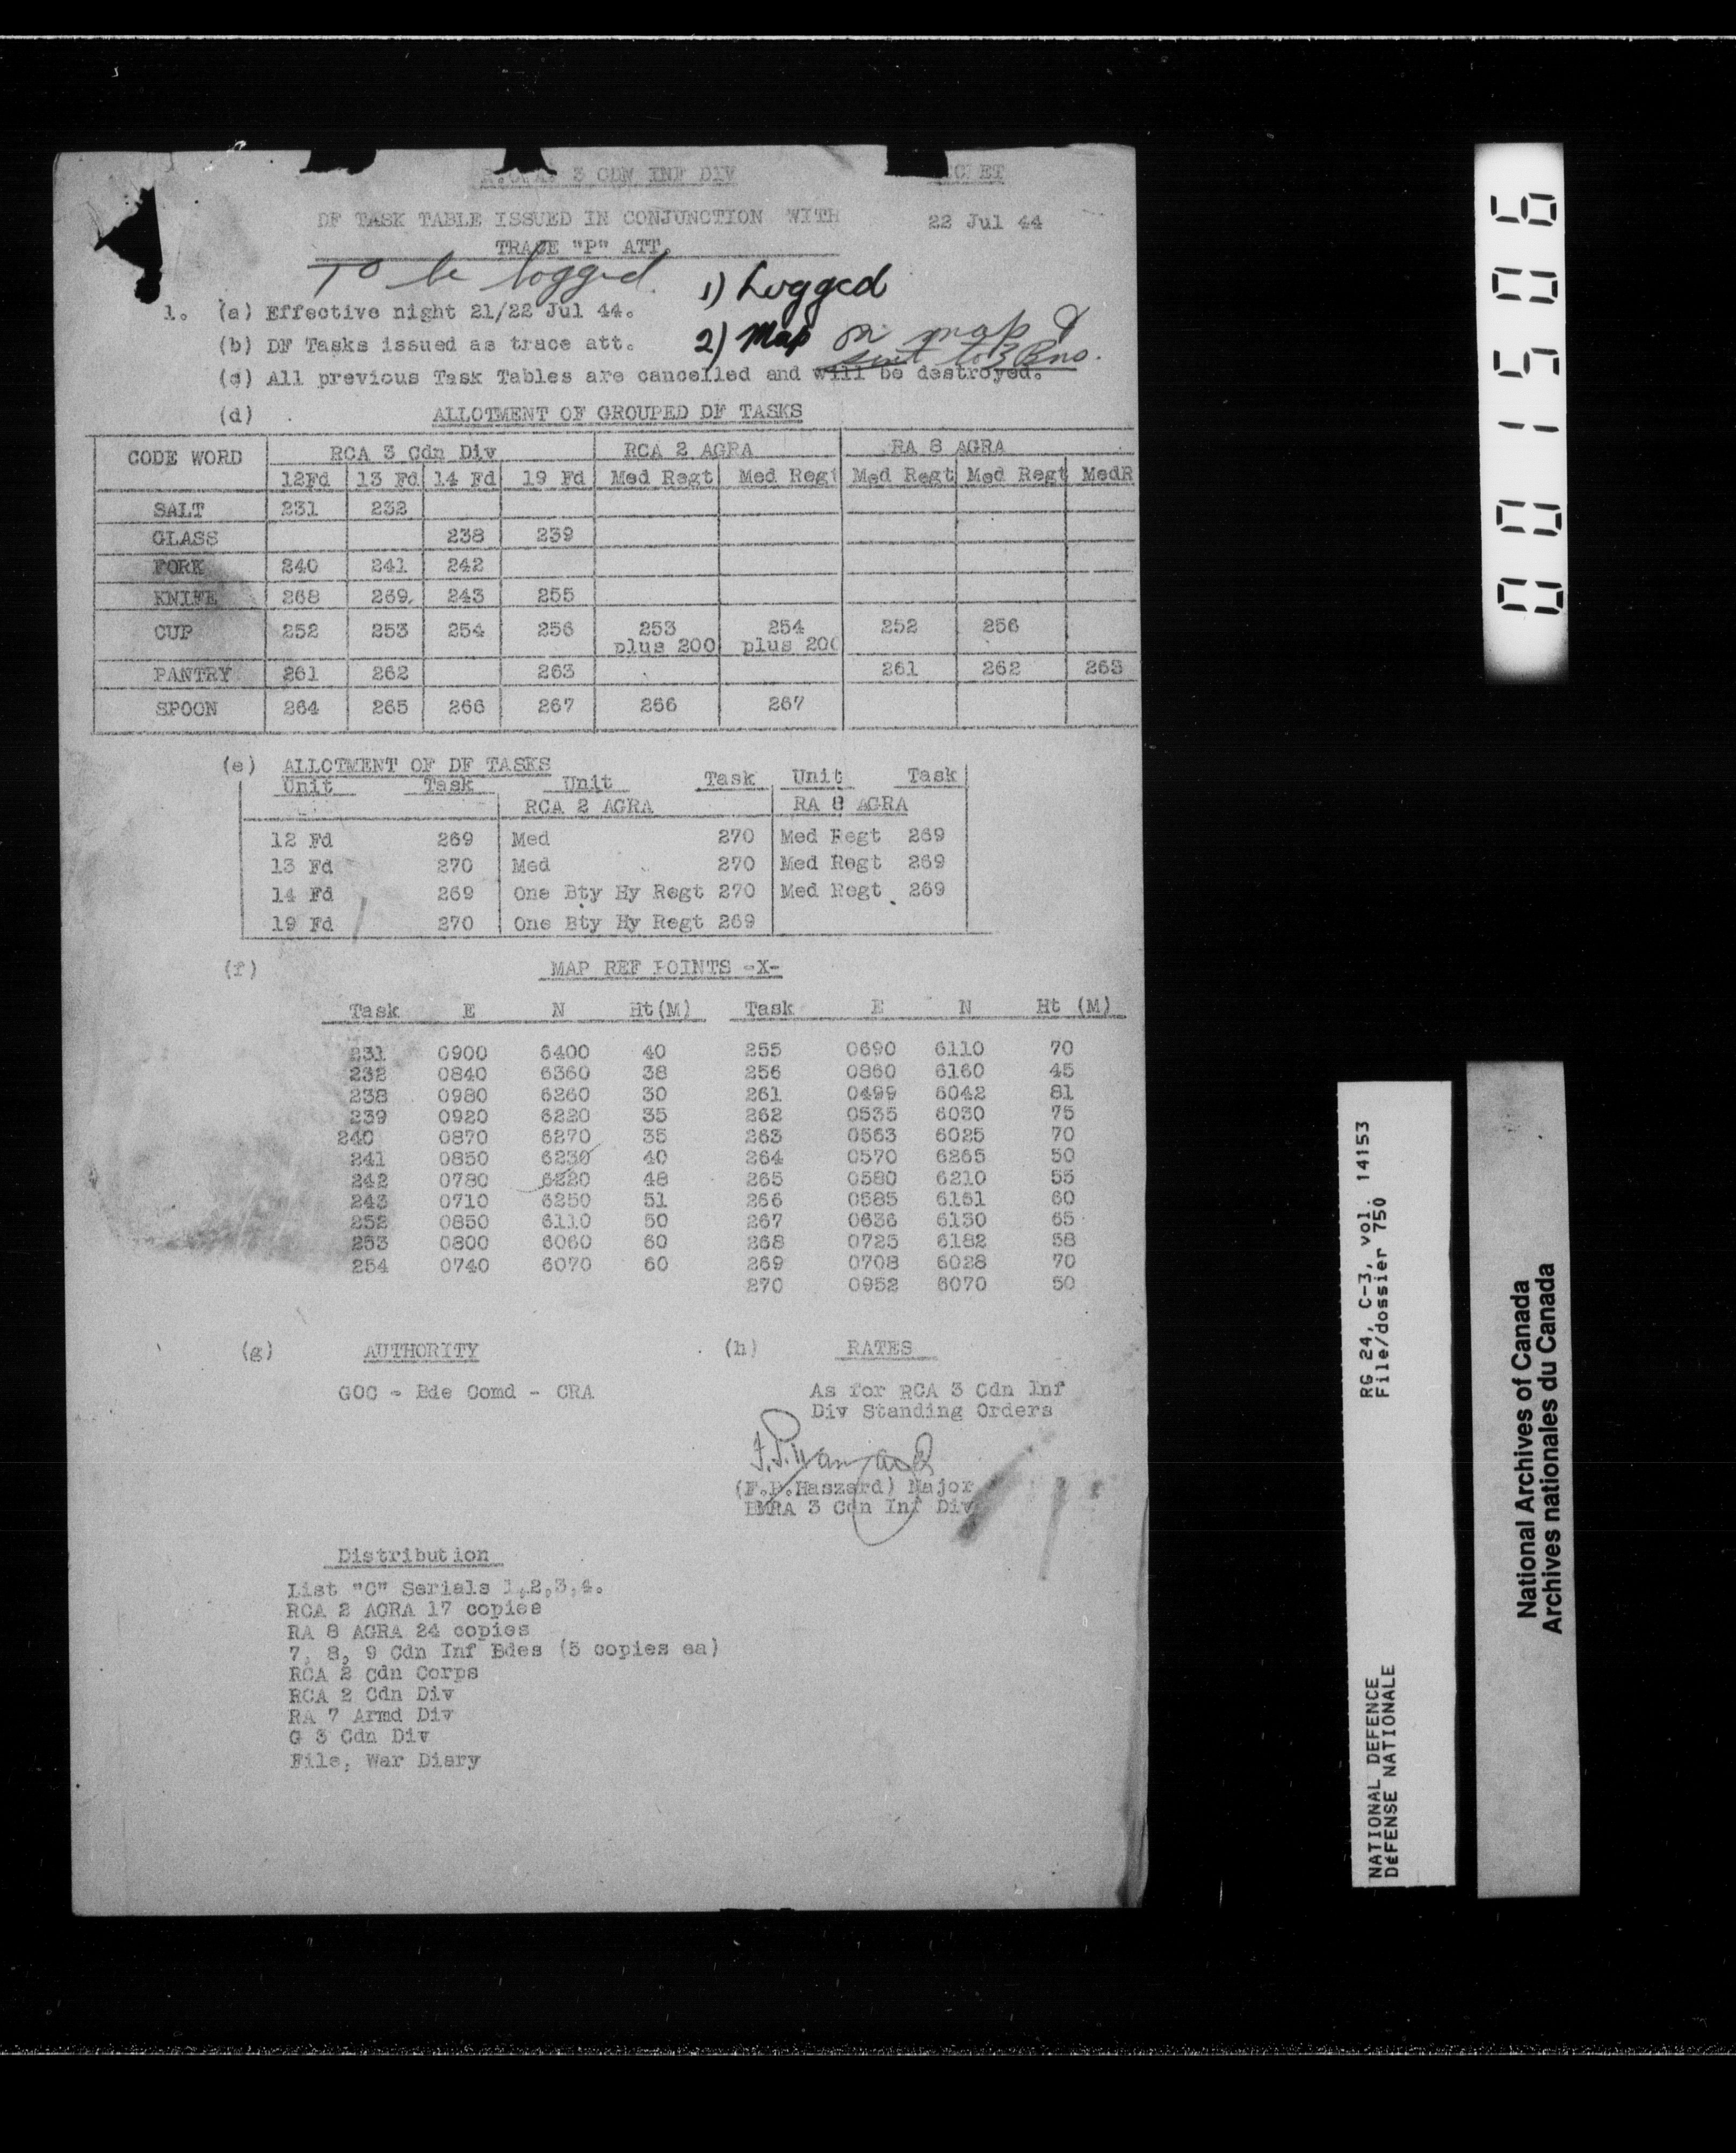 R.C.A. 3 CDN INF DIV
DF TASK TABLE ISSUED IN CONJUNCTION WITH 22 Jul 44
TRACE "P" ATT.
To be logged. 1) Logged
1. (a) Effective night 21/22 Jul 44.
(b) DF Tasks issued as trace att. 2) Map on map &
sent to 3 Bns.
(c) All previous Task Tables are cancelled and will be destroyed.
(d) ALLOTMENT OF GROUPED DF TASKS
CODE WORD RCA 3 Cdn Div RCA 2 AGRA RA 8 AGRA
12Fd 13 Fd 14 Fd 19 Fd Med Regt Med Regt Med Regt Med Regt MedR
SALT 231 232
GLASS 238 239
FORK 240 241 242
KNIFE 268 269. 243 255
CUP 252 253 254 256 253 254 252 256
plus 200 plus 200
PANTRY 261 262 263 261 262 263
SPOON 264 265 266 267 266 267
(e) ALLOTMENT OF DF TASKS
Unit Task Unit Task Unit Task
RCA 2 AGRA RA 8 AGRA
12 Fd 269 Med 270 Med Regt 269
13 Fd 270 Med 270 Med Regt 269
14 Fd 269 One Bty Hy Regt 270 Med Regt 269
19 Fd 270 One Bty Hy Regt 269
(f) MAP REF POINTS -X-
Task E N Ht(M) Task E N Ht (M)
231 0900 6400 40 255 0690 6110 70
232 0840 6360 38 256 0860 6160 45
238 0980 6260 30 261 0499 6042 81
239 0920 6220 35 262 0535 6030 75
240 0870 6270 35 263 0563 6025 70
241 0850 6230 40 264 0570 6265 50
242 0780 6220 48 265 0580 6210 55
243 0710 6250 51 266 0585 6161 60
252 0850 6110 50 267 0636 6130 65
253 0800 6060 60 268 0725 6182 58
254 0740 6070 60 269 0708 6028 70
270 0952 6070 50
(g) AUTHORITY (h) RATES
GOC - Bde Comd - CRA As for RCA 3 Cdn Inf
Div Standing Orders
(F.P.Haszard) Major
BMRA 3 Cdn Inf Div
Distribution
List "C" Serials 1,2,3,4.
RCA 2 AGRA 17 copies
RA 8 AGRA 24 copies
7, 8, 9 Cdn Inf Bdes (5 copies ea)
RCA 2 Cdn Corps
RCA 2 Cdn Div
RA 7 Armd Div
G 3 Cdn Div
File, War Diary
001506
RG 24, C-3, vol. 14153
File/dossier 750
NATIONAL DEFENCE
DÉFENSE NATIONALE
National Archives of Canada
Archives nationales du Canada